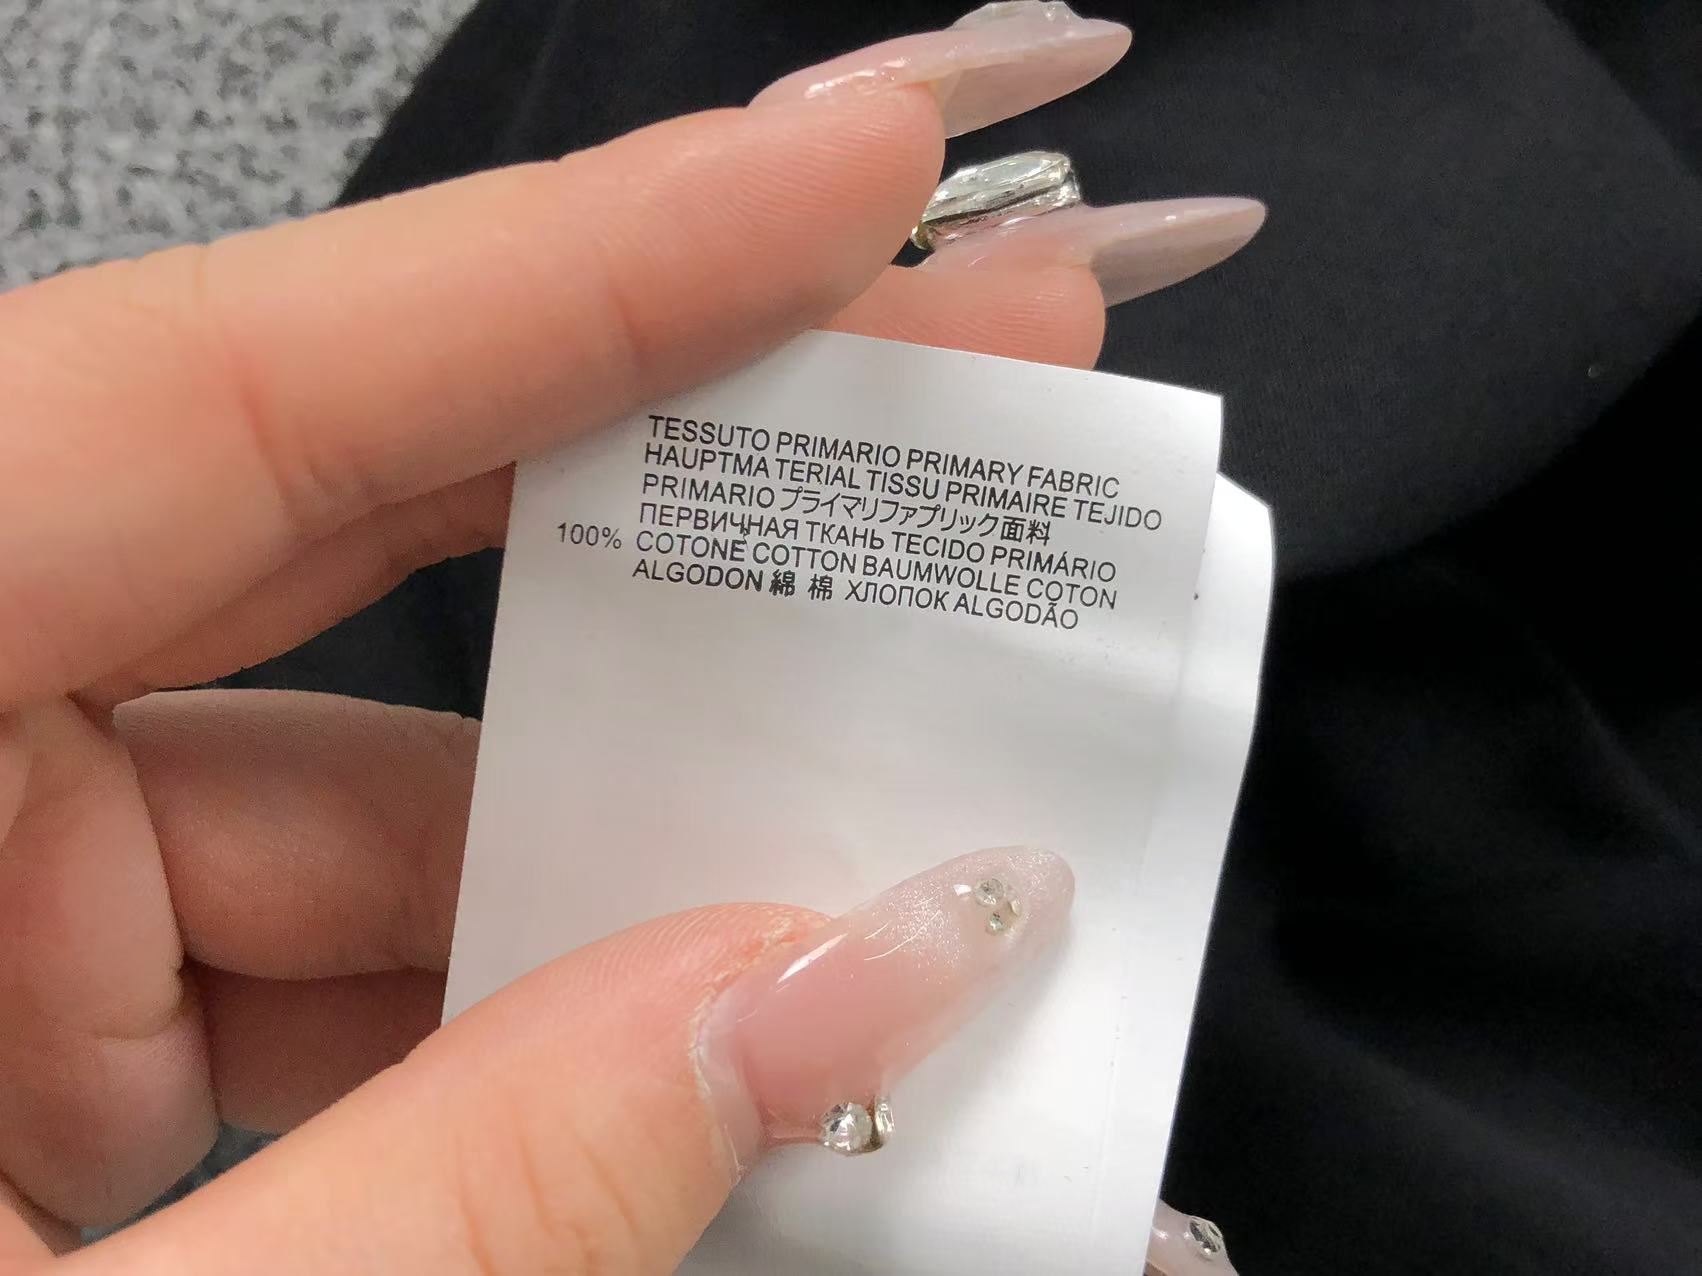 TESSUTO PRIMARIO PRIMARY FABRIC
HAUPTMA TERIAL TISSU PRIMAIRE TEJIDO
PRIMARIO プライマリファブリック面料
ПЕРВИЧНАЯ ТКАНЬ TECIDO PRIMÁRIO
100% COTONE COTTON BAUMWOLLE COTON
ALGODON 綿 棉 ХЛОПОК ALGODÃO